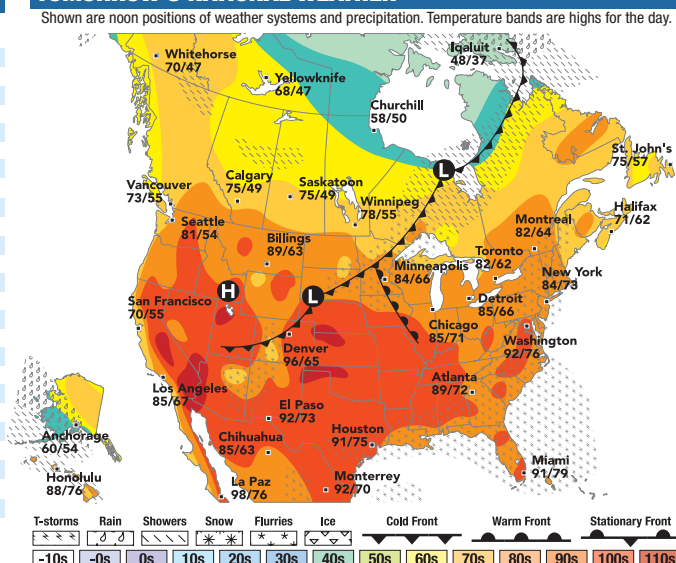 TOMORROW'S NATIONAL WEATHER
Shown are noon positions of weather systems and precipitation. Temperature bands are highs for the day.
Whitehorse
70/47
Yellowknife
68/47
Iqaluit
48/37
Churchill
58/50
St. John's
75/57
Vancouver
73/55
Calgary
75/49
Saskatoon
75/49
Winnipeg
78/55
L
Halifax
71/62
Seattle
81/54
Billings
89/63
Montreal
82/64
Minneapolis
84/66
Toronto
82/62
New York
84/73
H
L
San Francisco
70/55
Detroit
85/66
Chicago
85/71
Denver
96/65
Washington
92/76
Los Angeles
85/67
Atlanta
89/72
El Paso
92/73
Anchorage
60/54
Chihuahua
85/63
Houston
91/75
Honolulu
88/76
La Paz
98/76
Monterrey
92/70
Miami
91/79
T-storms Rain Showers Snow Flurries Ice Cold Front Warm Front Stationary Front
-10s -0s 0s 10s 20s 30s 40s 50s 60s 70s 80s 90s 100s 110s